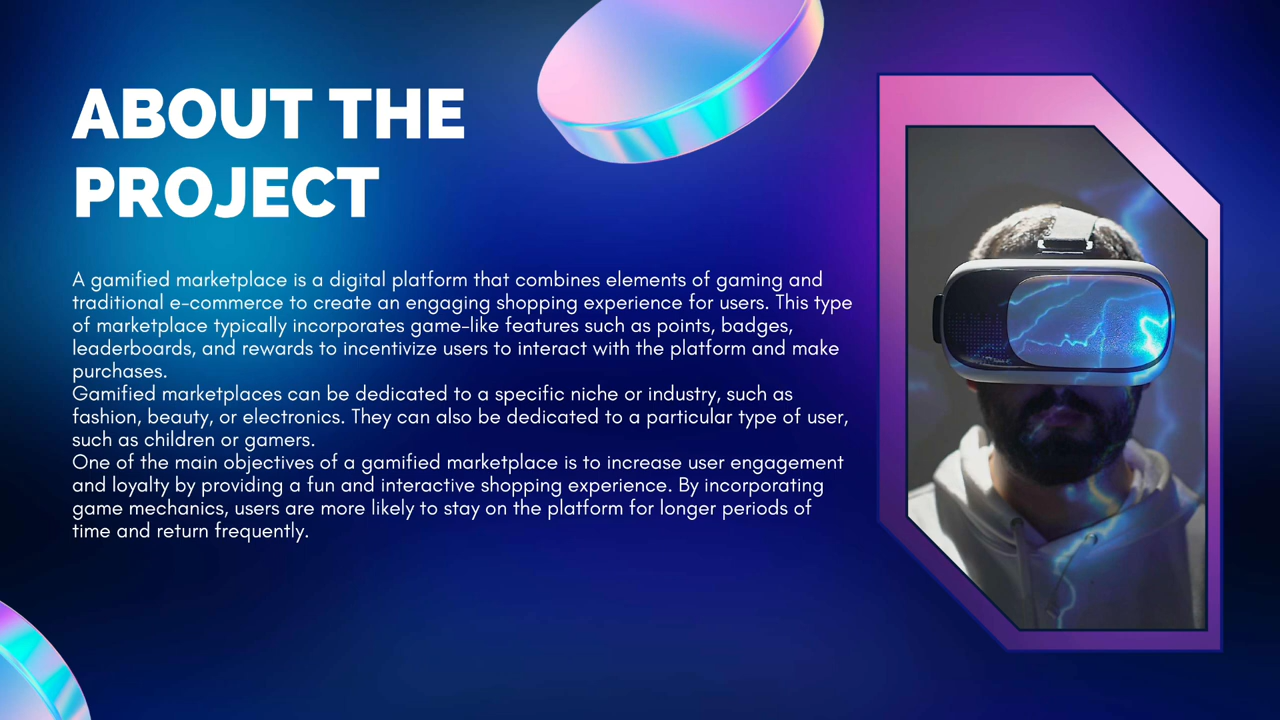 ABOUT THE
PROJECT
A gamified marketplace is a digital platform that combines elements of gaming and
traditional e-commerce to create an engaging shopping experience for users. This type
of marketplace typically incorporates game-like features such as points, badges,
leaderboards, and rewards to incentivize users to interact with the platform and make
purchases.
Gamified marketplaces can be dedicated to a specific niche or industry, such as
fashion, beauty, or electronics. They can also be dedicated to a particular type of user,
such as children or gamers.
One of the main objectives of a gamified marketplace is to increase user engagement
and loyalty by providing a fun and interactive shopping experience. By incorporating
game mechanics, users are more likely to stay on the platform for longer periods of
time and return frequently.